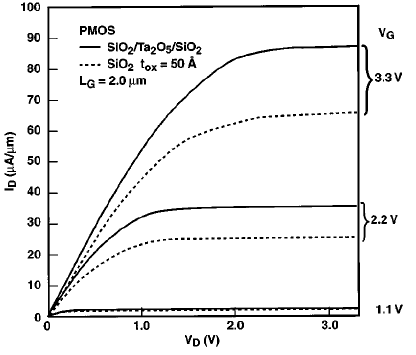 100
90
80
70
60
50
40
30
20
10
0
I_D (µA/µm)
PMOS
SiO₂/Ta₂O₅/SiO₂
SiO₂ t_ox = 50 Å
L_G = 2.0 µm
V_G
3.3 V
2.2 V
1.1 V
0 1.0 2.0 3.0
V_D (V)